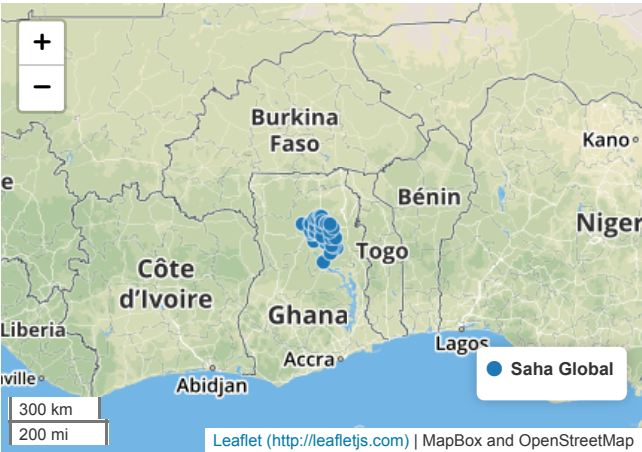 +
−
Burkina
Faso
Kano
e
Bénin
Niger
Togo
Côte
d'Ivoire
Ghana
Liberia
Lagos
Accra
Saha Global
ville
Abidjan
300 km
200 mi
Leaflet (http://leafletjs.com) | MapBox and OpenStreetMap